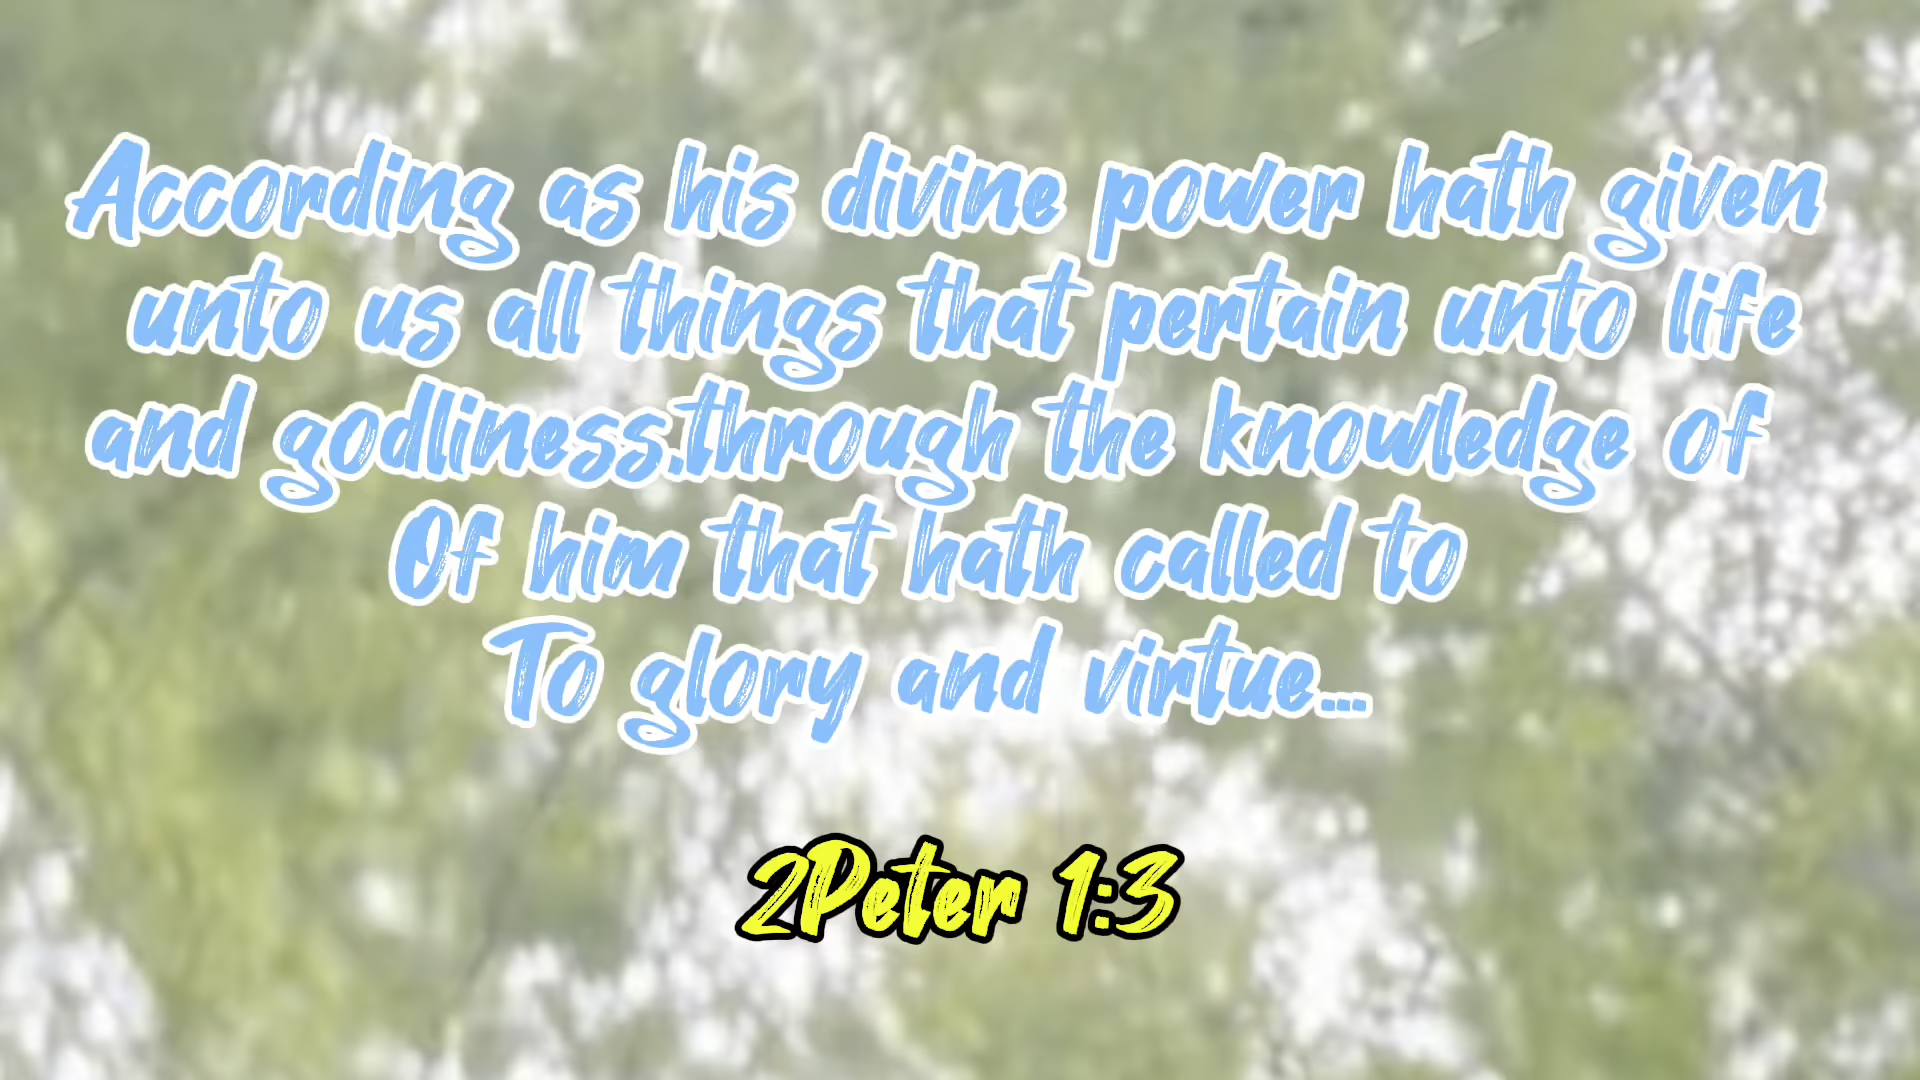 According as his divine power hath given
unto us all things that pertain unto life
and godliness.through the knowledge of
Of him that hath called to
To glory and virtue...
2Peter 1:3